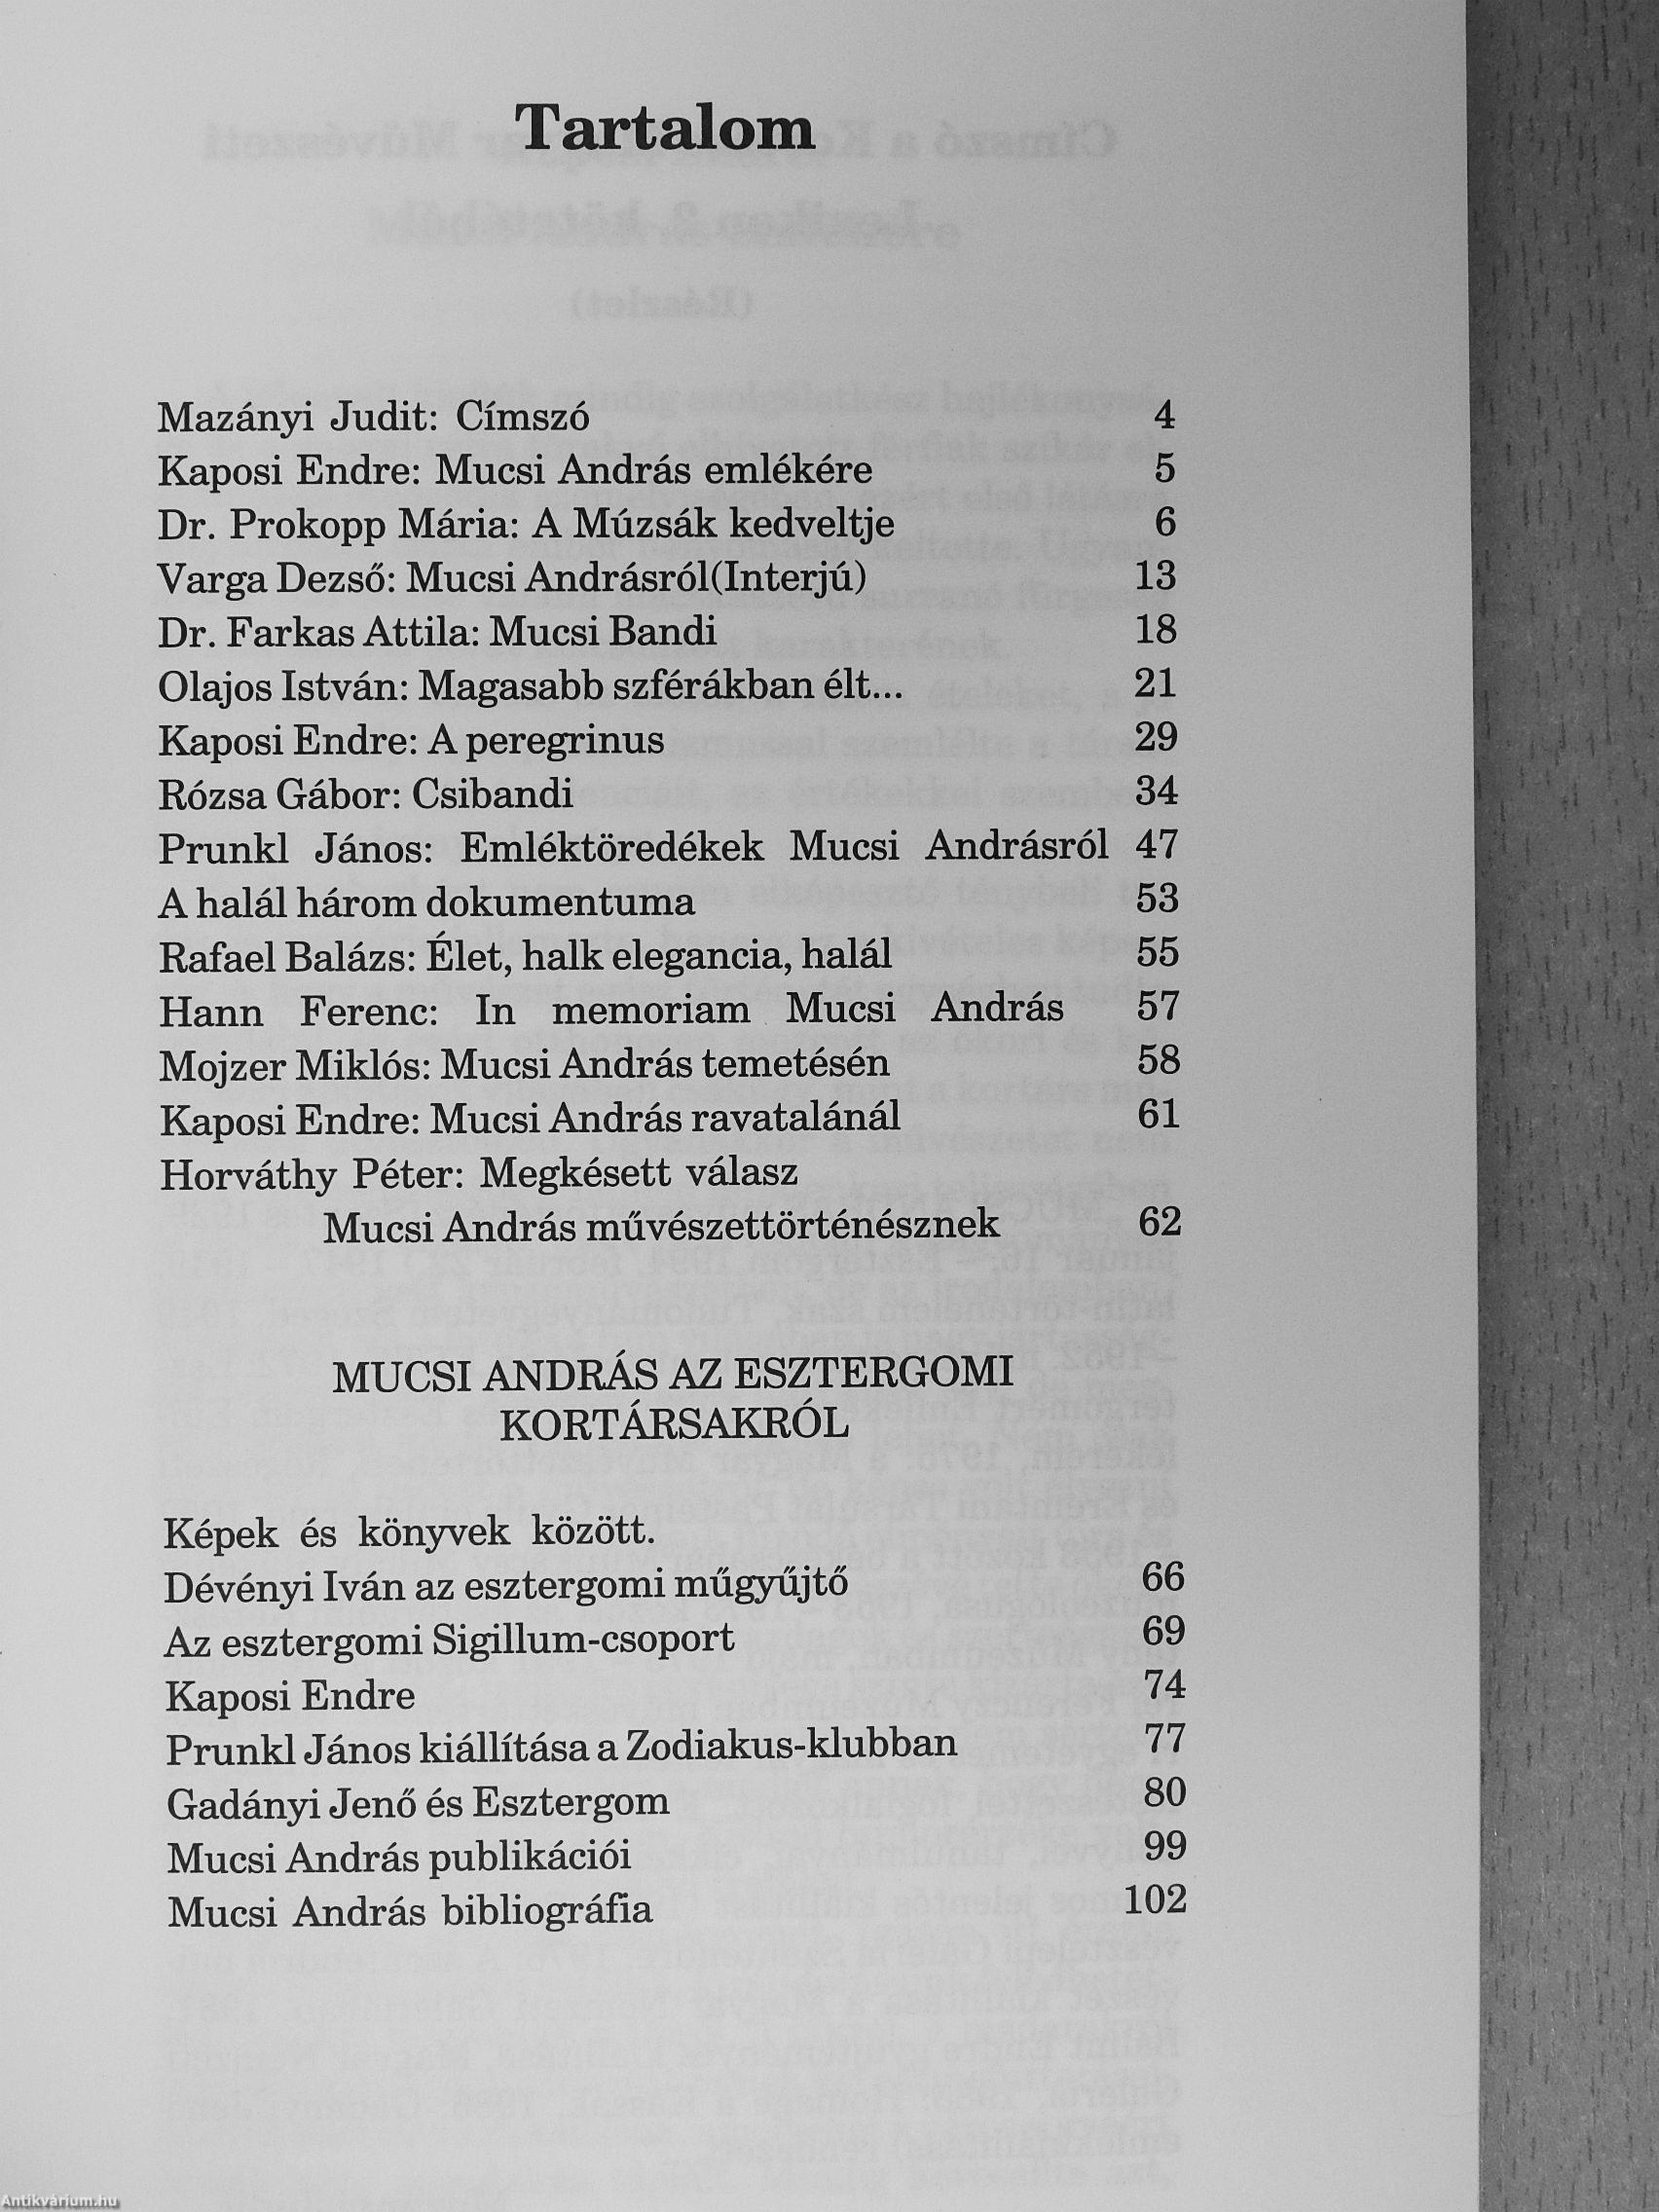 Tartalom
Mazányi Judit: Címszó 4
Kaposi Endre: Mucsi András emlékére 5
Dr. Prokopp Mária: A Múzsák kedveltje 6
Varga Dezső: Mucsi Andrásról(Interjú) 13
Dr. Farkas Attila: Mucsi Bandi 18
Olajos István: Magasabb szférákban élt... 21
Kaposi Endre: A peregrinus 29
Rózsa Gábor: Csibandi 34
Prunkl János: Emléktöredékek Mucsi Andrásról 47
A halál három dokumentuma 53
Rafael Balázs: Élet, halk elegancia, halál 55
Hann Ferenc: In memoriam Mucsi András 57
Mojzer Miklós: Mucsi András temetésén 58
Kaposi Endre: Mucsi András ravatalánál 61
Horváthy Péter: Megkésett válasz
Mucsi András művészettörténésznek 62
MUCSI ANDRÁS AZ ESZTERGOMI
KORTÁRSAKRÓL
Képek és könyvek között.
Dévényi Iván az esztergomi műgyűjtő 66
Az esztergomi Sigillum-csoport 69
Kaposi Endre 74
Prunkl János kiállítása a Zodiakus-klubban 77
Gadányi Jenő és Esztergom 80
Mucsi András publikációi 99
Mucsi András bibliográfia 102
Antikvárium.hu